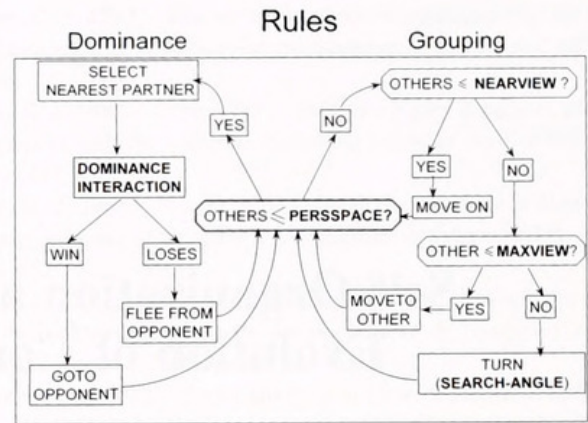 Rules
Dominance
Grouping
SELECT
NEAREST PARTNER
OTHERS ⩽ NEARVIEW ?
YES
NO
YES
NO
DOMINANCE
INTERACTION
OTHERS ⩽ PERSSPACE?
MOVE ON
WIN
LOSES
OTHER ⩽ MAXVIEW?
FLEE FROM
OPPONENT
MOVETO
OTHER
YES
NO
GOTO
OPPONENT
TURN
(SEARCH-ANGLE)